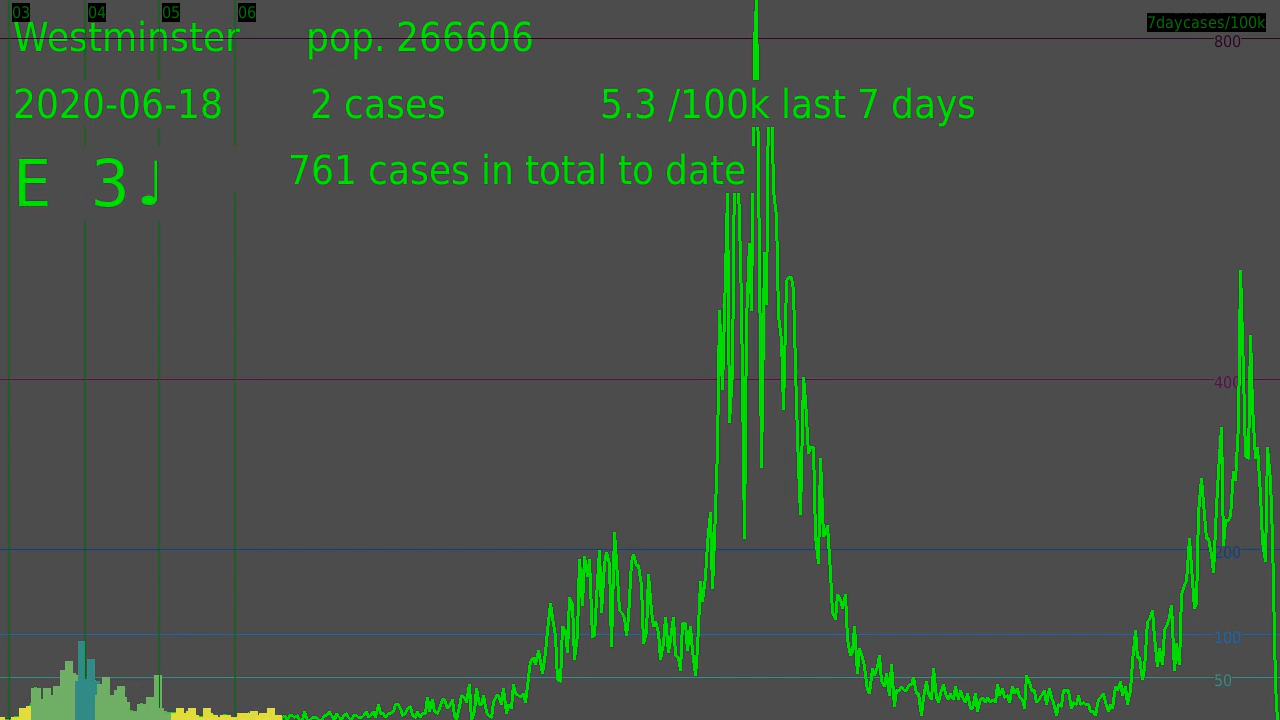 03 04 05 06
7daycases/100k
Westminster pop. 266606
800
2020-06-18 2 cases 5.3 /100k last 7 days
E 3♩ 761 cases in total to date
400
200
100
50